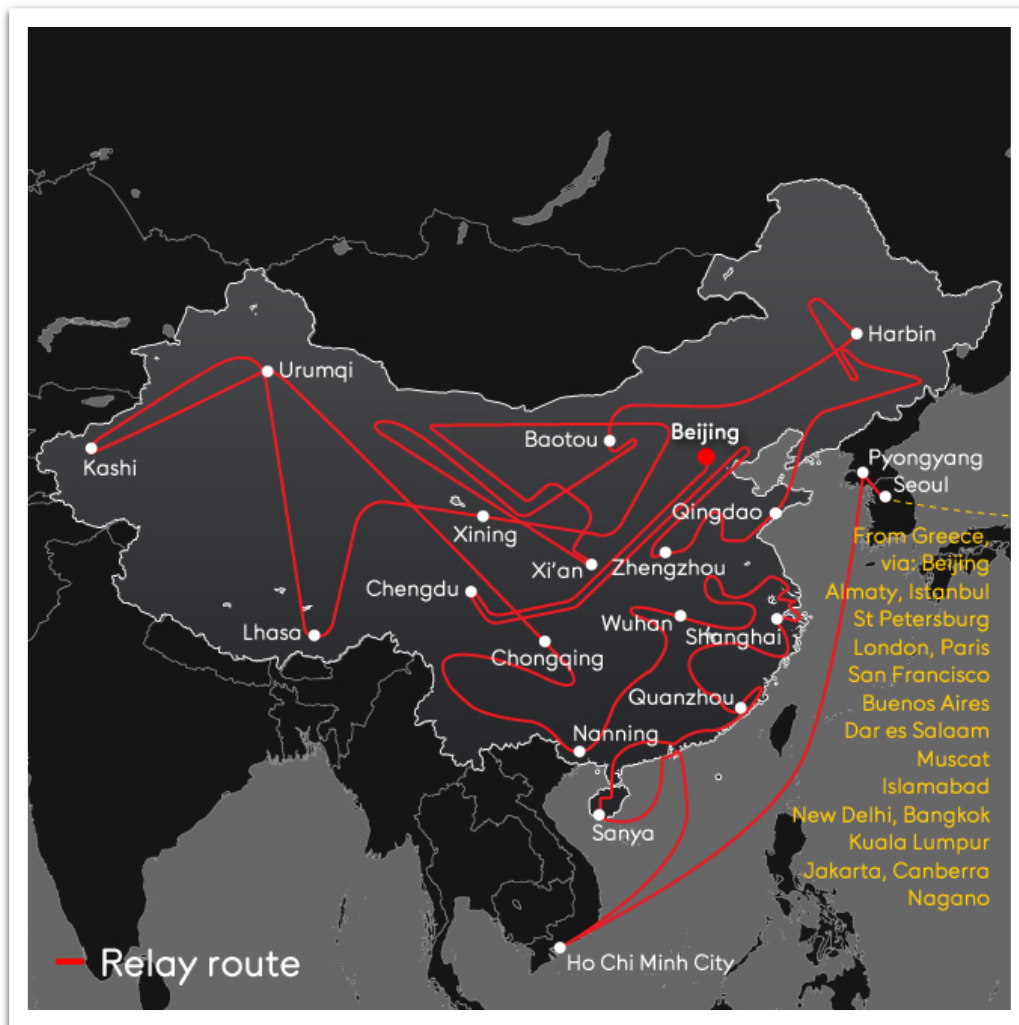 Harbin
Urumqi
Baotou
Beijing
Kashi
Pyongyang
Seoul
Qingdao
Xining
From Greece,
via: Beijing
Xi'an
Zhengzhou
Chengdu
Almaty, Istanbul
St Petersburg
Wuhan
Lhasa
Shanghai
London, Paris
Chongqing
San Francisco
Quanzhou
Buenos Aires
Dar es Salaam
Nanning
Muscat
Islamabad
New Delhi, Bangkok
Sanya
Kuala Lumpur
Jakarta, Canberra
Nagano
Relay route
Ho Chi Minh City